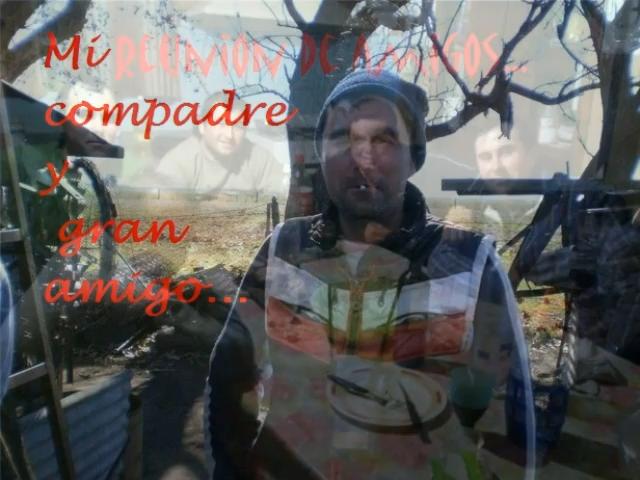 Mi
REUNION DE AMIGOS...
compadre
y
gran
amigo...